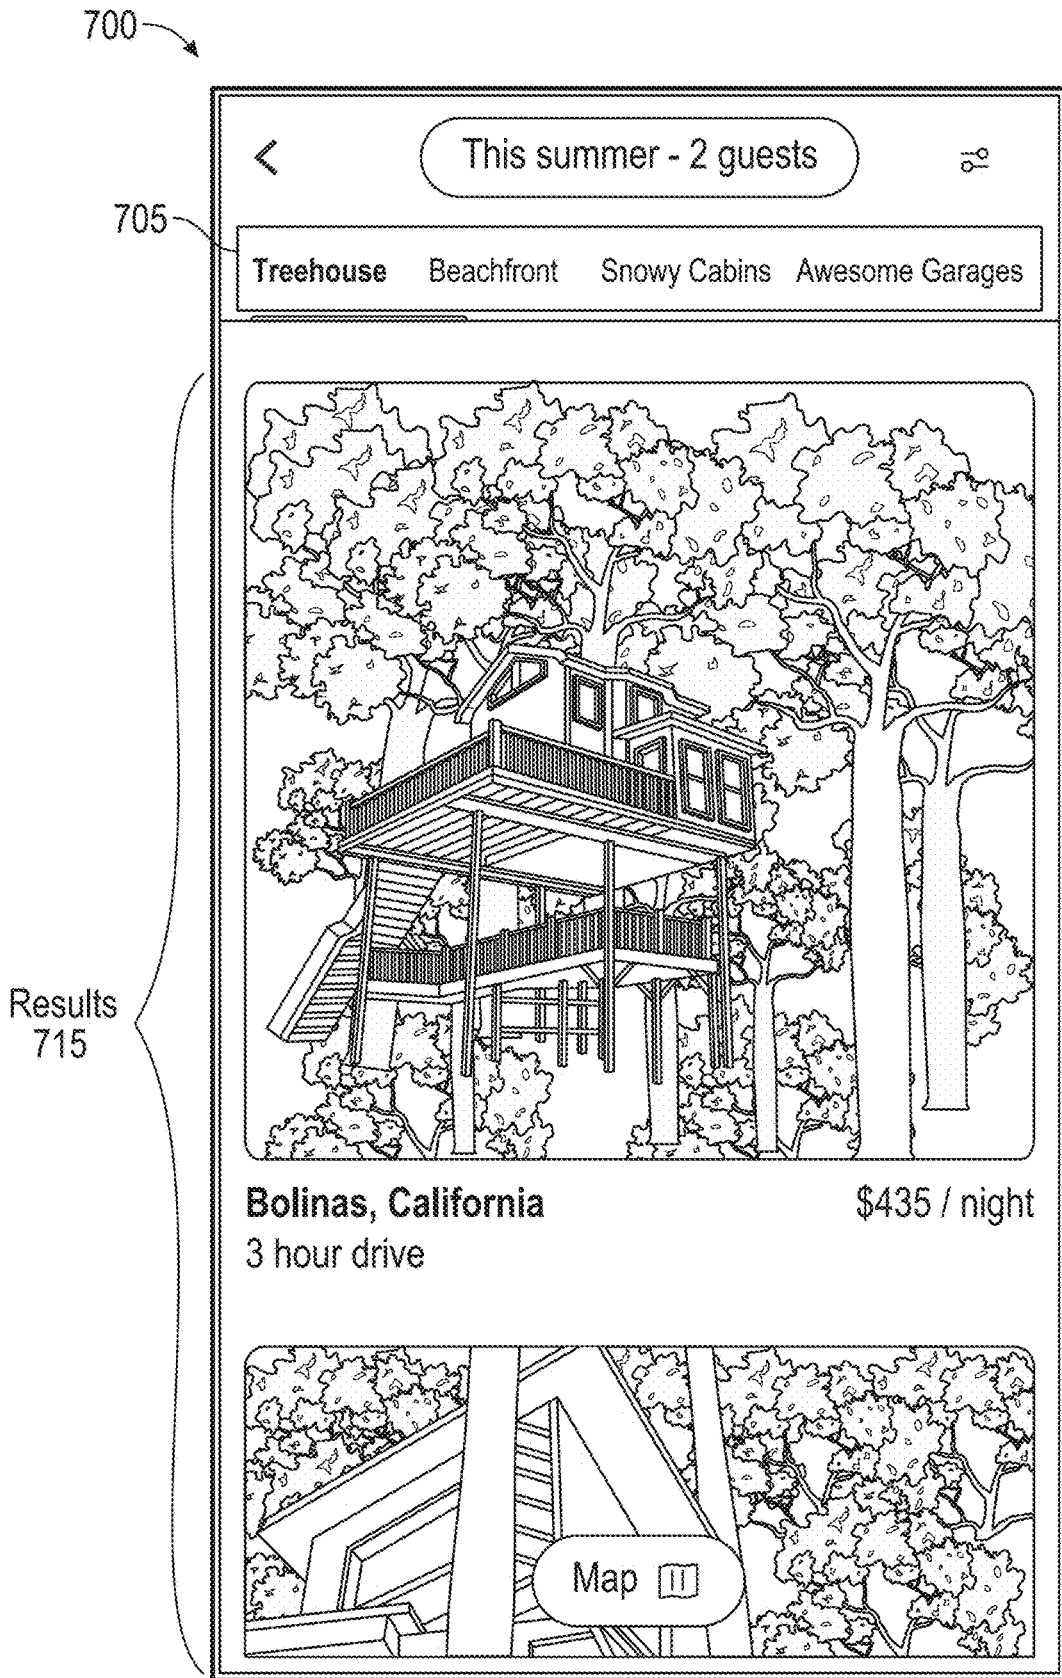 700
This summer - 2 guests
705
Treehouse Beachfront Snowy Cabins Awesome Garages
Results
715
Bolinas, California $435 / night
3 hour drive
Map